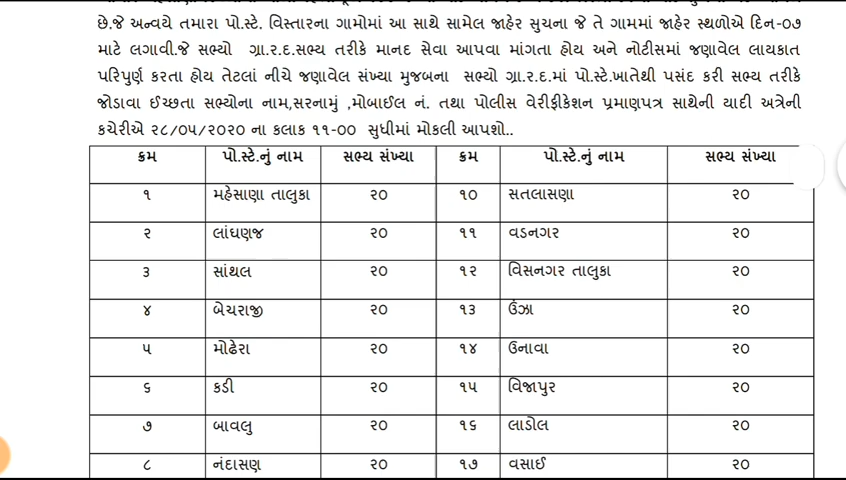 છે.જે અન્વયે તમારા પો.સ્ટે. વિસ્તારના ગામોમાં આ સાથે સામેલ જાહેર સુચના જે તે ગામમાં જાહેર સ્થળોએ દિન-૦૭
માટે લગાવી.જે સભ્યો ગ્રા.ર.દ.સભ્ય તરીકે માનદ સેવા આપવા માંગતા હોય અને નોટીસમાં જણાવેલ લાયકાત
પરિપુર્ણ કરતા હોય તેટલાં નીચે જણાવેલ સંખ્યા મુજબના સભ્યો ગ્રા.ર.દ.માં પો.સ્ટે.ખાતેથી પસંદ કરી સભ્ય તરીકે
જોડાવા ઈચ્છતા સભ્યોના નામ,સરનામું ,મોબાઈલ નં. તથા પોલીસ વેરીફીકેશન પ્રમાણપત્ર સાથેની યાદી અત્રેની
કચેરીએ ૨૮/૦૫/૨૦૨૦ ના કલાક ૧૧-૦૦ સુધીમાં મોકલી આપશો..
ક્રમ પો.સ્ટે.નું નામ સભ્ય સંખ્યા ક્રમ પો.સ્ટે.નું નામ સભ્ય સંખ્યા
૧ મહેસાણા તાલુકા ૨૦ ૧૦ સતલાસણા ૨૦
૨ લાંઘણજ ૨૦ ૧૧ વડનગર ૨૦
૩ સાંથલ ૨૦ ૧૨ વિસનગર તાલુકા ૨૦
૪ બેચરાજી ૨૦ ૧૩ ઉંઝા ૨૦
૫ મોઢેરા ૨૦ ૧૪ ઉનાવા ૨૦
૬ કડી ૨૦ ૧૫ વિજાપુર ૨૦
૭ બાવલુ ૨૦ ૧૬ લાડોલ ૨૦
૮ નંદાસણ ૨૦ ૧૭ વસાઈ ૨૦